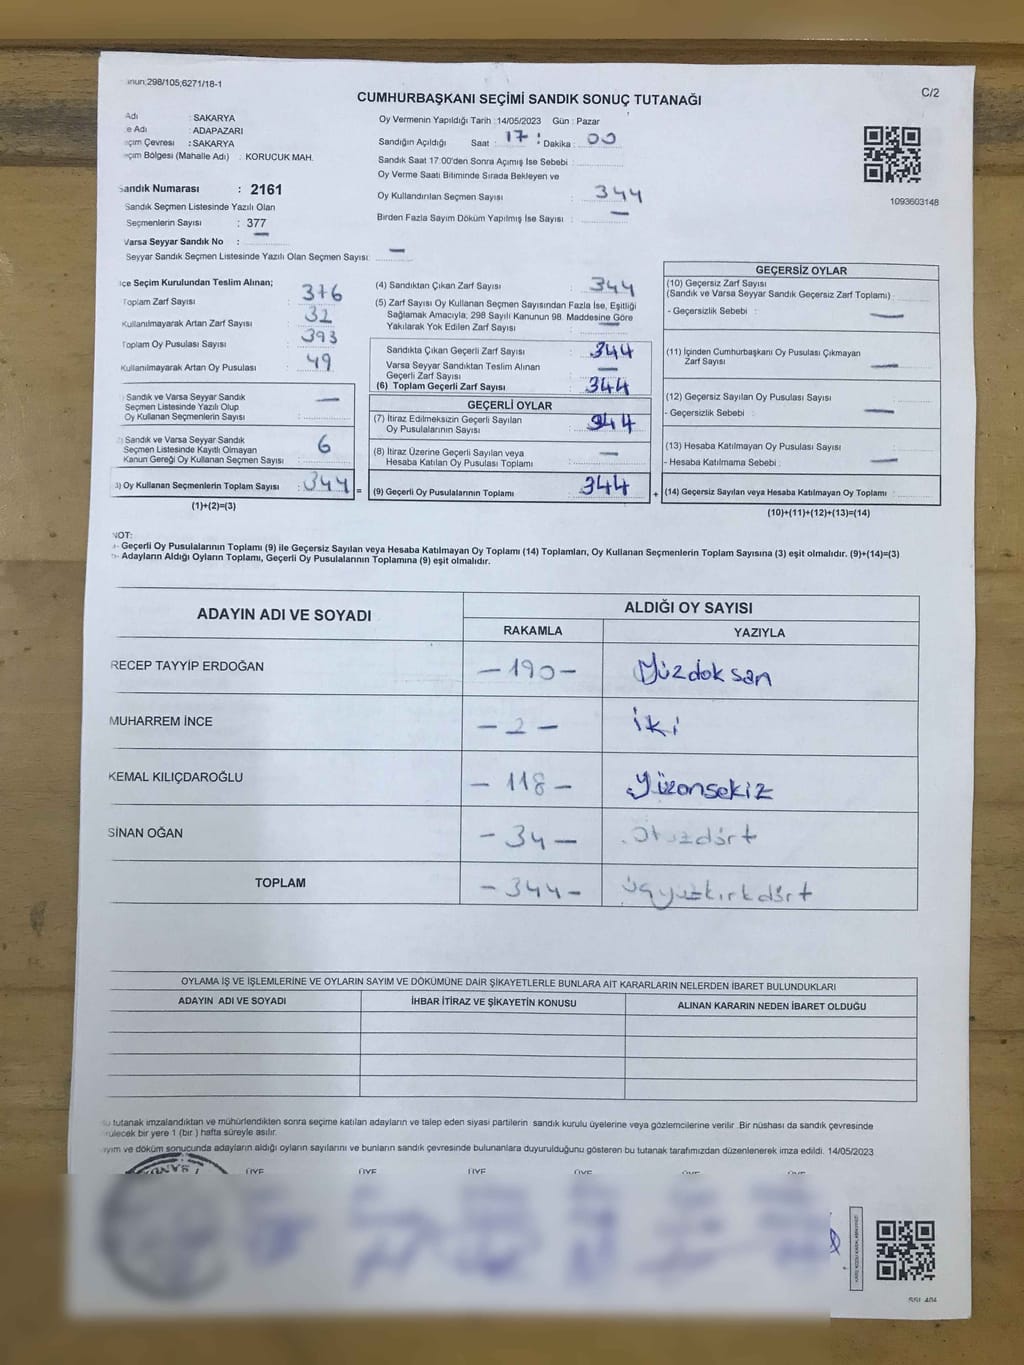 298/105;6271/18-1
C/2
CUMHURBAŞKANI SEÇİMİ SANDIK SONUÇ TUTANAĞI
Adı : SAKARYA
e Adı : ADAPAZARI
çim Çevresi : SAKARYA
çim Bölgesi (Mahalle Adı) : KORUCUK MAH.
Oy Vermenin Yapıldığı Tarih : 14/05/2023 Gün : Pazar
Sandığın Açıldığı Saat : 17 : Dakika : 00
Sandık Saat 17:00'den Sonra Açımış İse Sebebi :
Oy Verme Saati Bitiminde Sırada Bekleyen ve
Oy Kullandırılan Seçmen Sayısı : 344
Birden Fazla Sayım Döküm Yapılmış İse Sayısı : —
1093603148
Sandık Numarası : 2161
Sandık Seçmen Listesinde Yazılı Olan
Seçmenlerin Sayısı : 377
Varsa Seyyar Sandık No : —
Seyyar Sandık Seçmen Listesinde Yazılı Olan Seçmen Sayısı: —
çe Seçim Kurulundan Teslim Alınan;
Toplam Zarf Sayısı : 376
Kullanılmayarak Artan Zarf Sayısı : 32
Toplam Oy Pusulası Sayısı : 393
Kullanılmayarak Artan Oy Pusulası : 49
Sandık ve Varsa Seyyar Sandık
Seçmen Listesinde Yazılı Olup
Oy Kullanan Seçmenlerin Sayısı : —
Sandık ve Varsa Seyyar Sandık
Seçmen Listesinde Kayıtlı Olmayan
Kanun Gereği Oy Kullanan Seçmen Sayısı : 6
3) Oy Kullanan Seçmenlerin Toplam Sayısı : 344 =
(1)+(2)=(3)
(4) Sandıktan Çıkan Zarf Sayısı : 344
(5) Zarf Sayısı Oy Kullanan Seçmen Sayısından Fazla İse, Eşitliği
Sağlamak Amacıyla; 298 Sayılı Kanunun 98. Maddesine Göre
Yakılarak Yok Edilen Zarf Sayısı : —
Sandıkta Çıkan Geçerli Zarf Sayısı : 344
Varsa Seyyar Sandıktan Teslim Alınan
Geçerli Zarf Sayısı : —
(6) Toplam Geçerli Zarf Sayısı : 344
GEÇERLİ OYLAR
(7) İtiraz Edilmeksizin Geçerli Sayılan
Oy Pusulalarının Sayısı : 344
(8) İtiraz Üzerine Geçerli Sayılan veya
Hesaba Katılan Oy Pusulası Toplamı : —
(9) Geçerli Oy Pusulalarının Toplamı : 344 +
GEÇERSİZ OYLAR
(10) Geçersiz Zarf Sayısı
(Sandık ve Varsa Seyyar Sandık Geçersiz Zarf Toplamı) :
- Geçersizlik Sebebi : —
(11) İçinden Cumhurbaşkanı Oy Pusulası Çıkmayan
Zarf Sayısı : —
(12) Geçersiz Sayılan Oy Pusulası Sayısı :
- Geçersizlik Sebebi : —
(13) Hesaba Katılmayan Oy Pusulası Sayısı :
- Hesaba Katılmama Sebebi : —
(14) Geçersiz Sayılan veya Hesaba Katılmayan Oy Toplamı :
(10)+(11)+(12)+(13)=(14)
NOT:
- Geçerli Oy Pusulalarının Toplamı (9) ile Geçersiz Sayılan veya Hesaba Katılmayan Oy Toplamı (14) Toplamları, Oy Kullanan Seçmenlerin Toplam Sayısına (3) eşit olmalıdır. (9)+(14)=(3)
- Adayların Aldığı Oyların Toplamı, Geçerli Oy Pusulalarının Toplamına (9) eşit olmalıdır.
ADAYIN ADI VE SOYADI
ALDIĞI OY SAYISI
RAKAMLA YAZIYLA
RECEP TAYYİP ERDOĞAN -190- Yüzdoksan
MUHARREM İNCE -2- iki
KEMAL KILIÇDAROĞLU -118- yüzonsekiz
SİNAN OĞAN -34- otuzdört
TOPLAM -344- üçyüzkırkdört
OYLAMA İŞ VE İŞLEMLERİNE VE OYLARIN SAYIM VE DÖKÜMÜNE DAİR ŞİKAYETLERLE BUNLARA AİT KARARLARIN NELERDEN İBARET BULUNDUKLARI
ADAYIN ADI VE SOYADI İHBAR İTİRAZ VE ŞİKAYETİN KONUSU ALINAN KARARIN NEDEN İBARET OLDUĞU
tutanak imzalandıktan ve mühürlendikten sonra seçime katılan adayların ve talep eden siyasi partilerin sandık kurulu üyelerine veya gözlemcilerine verilir .Bir nüshası da sandık çevresinde
rülecek bir yere 1 (bir ) hafta süreyle asılır.
ayım ve döküm sonucunda adayların aldığı oyların sayılarını ve bunların sandık çevresinde bulunanlara duyurulduğunu gösteren bu tutanak tarafımızdan düzenlenerek imza edildi. 14/05/2023
ÜYE ÜYE ÜYE ÜYE